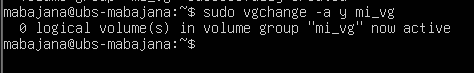 mabajana@ubs-mabajana:~$ sudo vgchange -a y mi_vg
  0 logical volume(s) in volume group "mi_vg" now active
mabajana@ubs-mabajana:~$